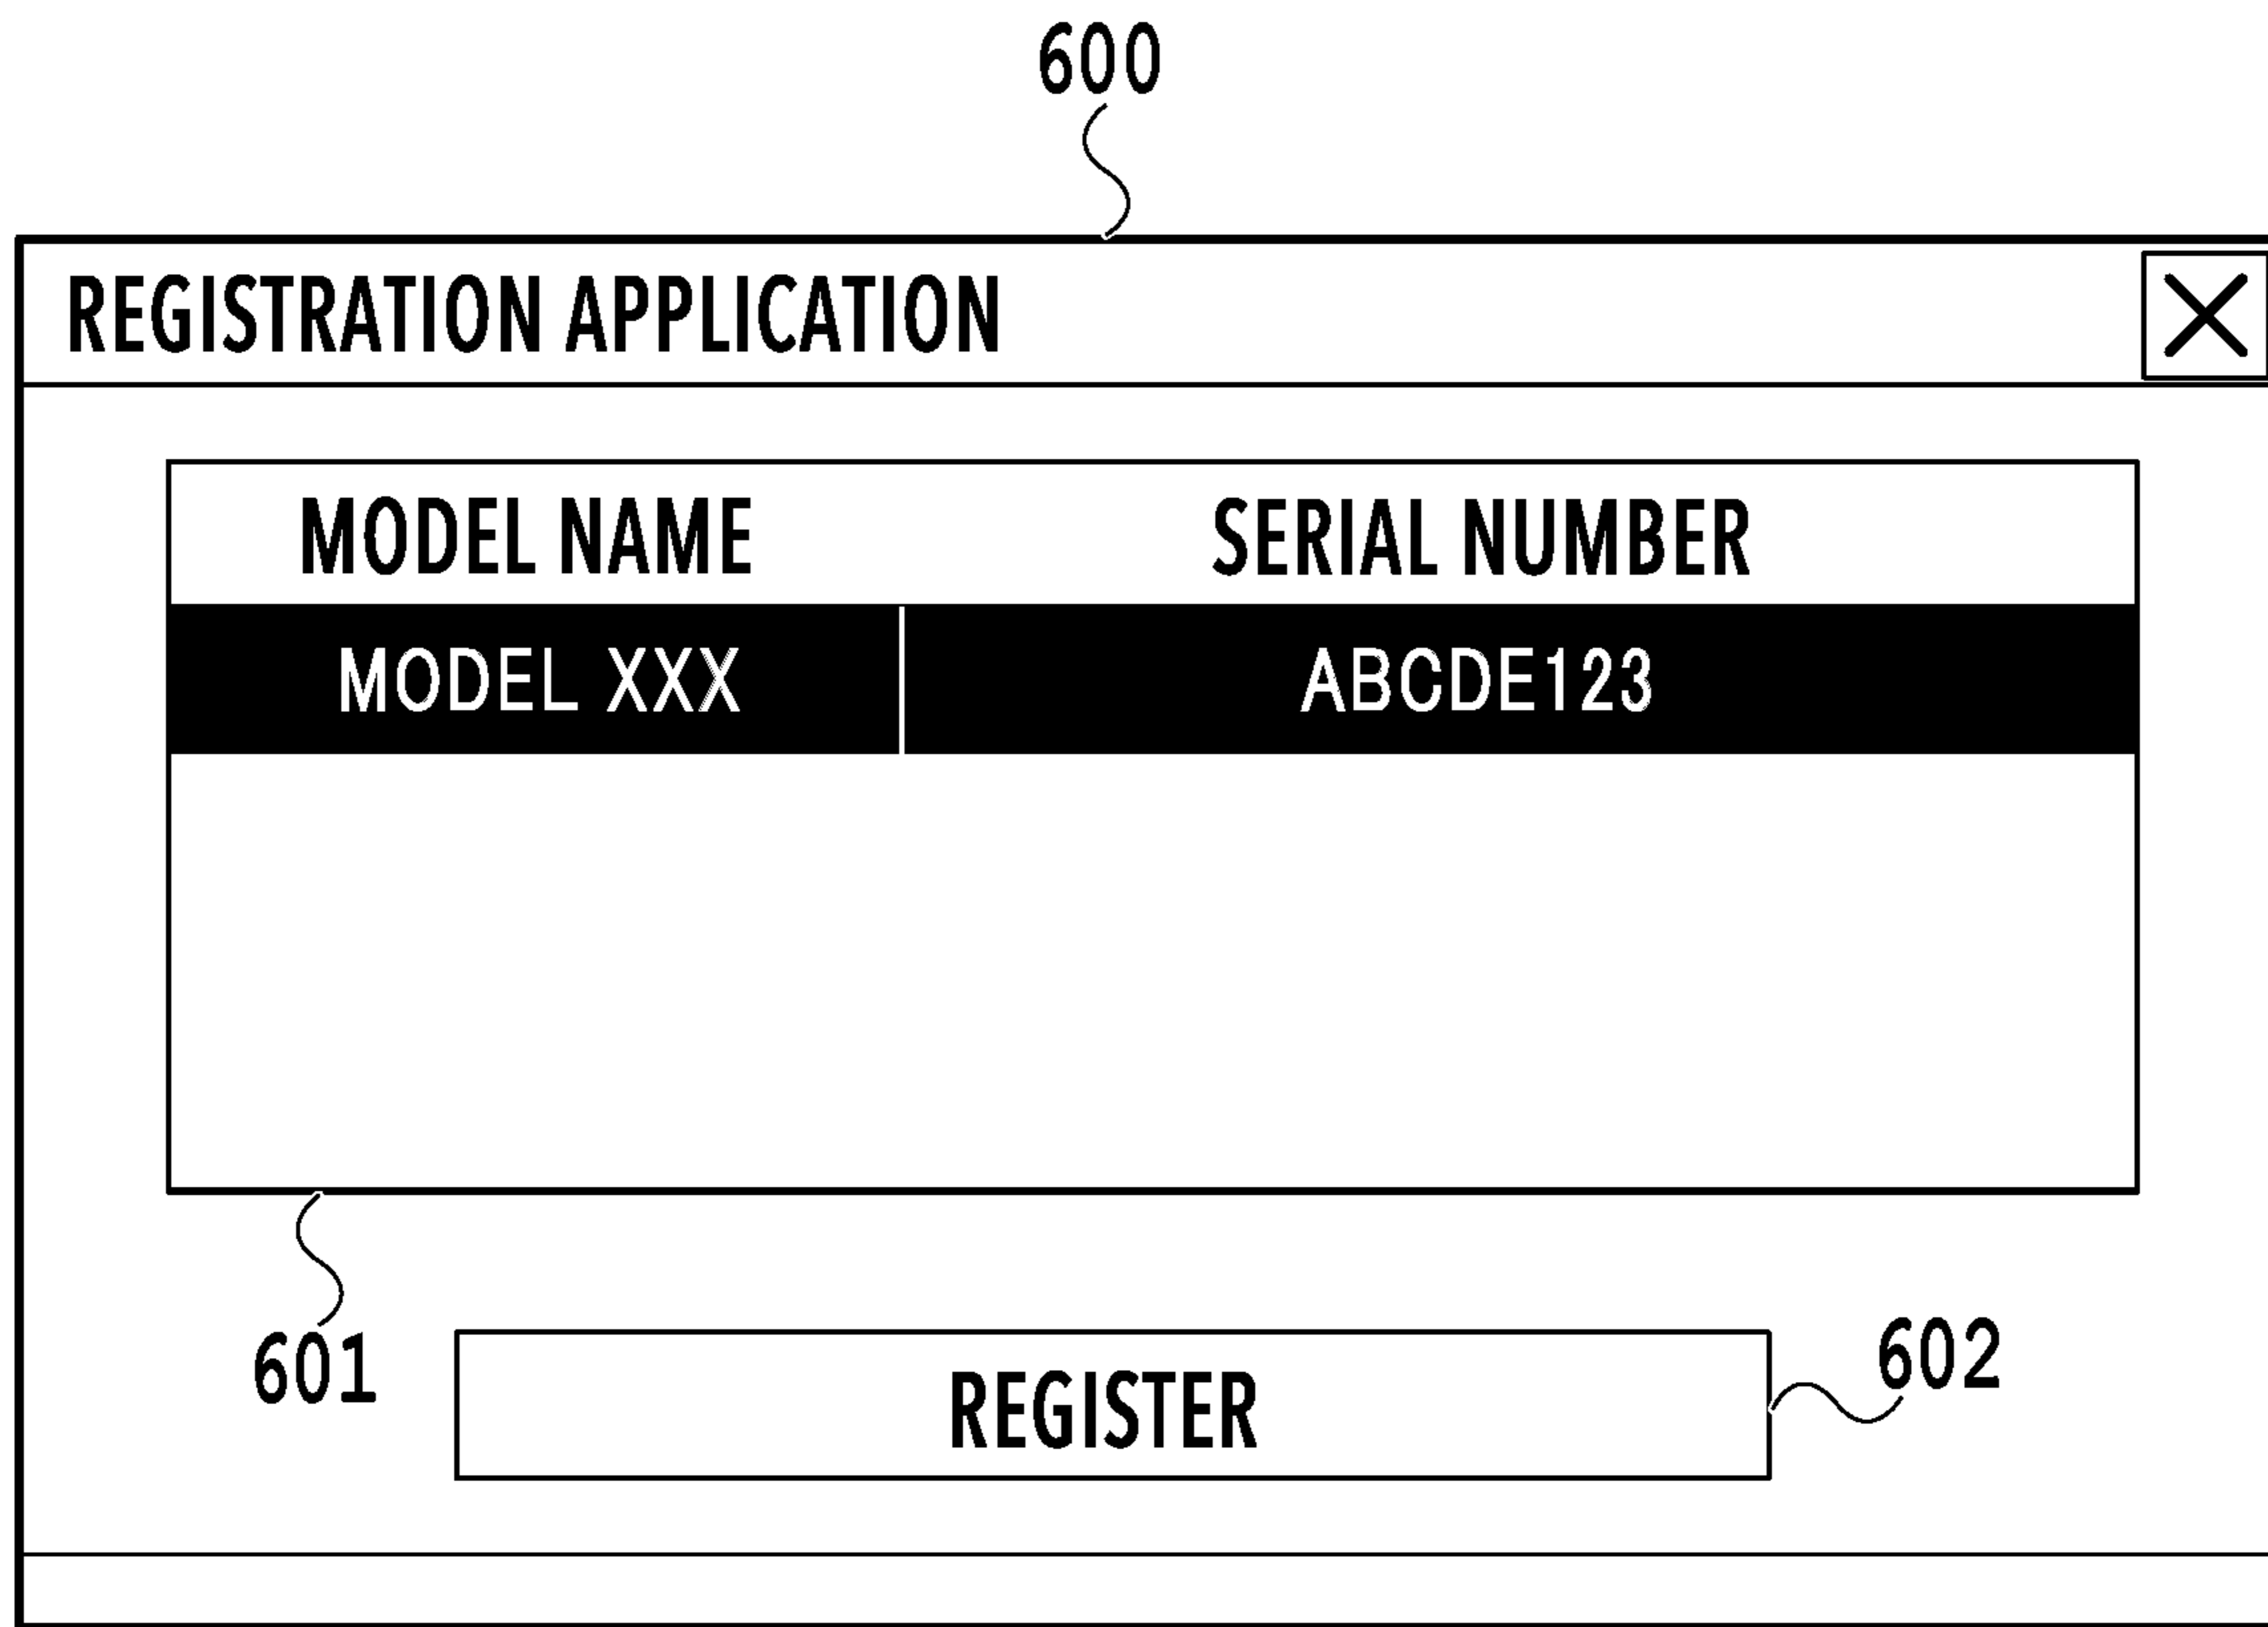 600
REGISTRATION APPLICATION
MODEL NAME SERIAL NUMBER
MODEL XXX ABCDE123
601
REGISTER
602